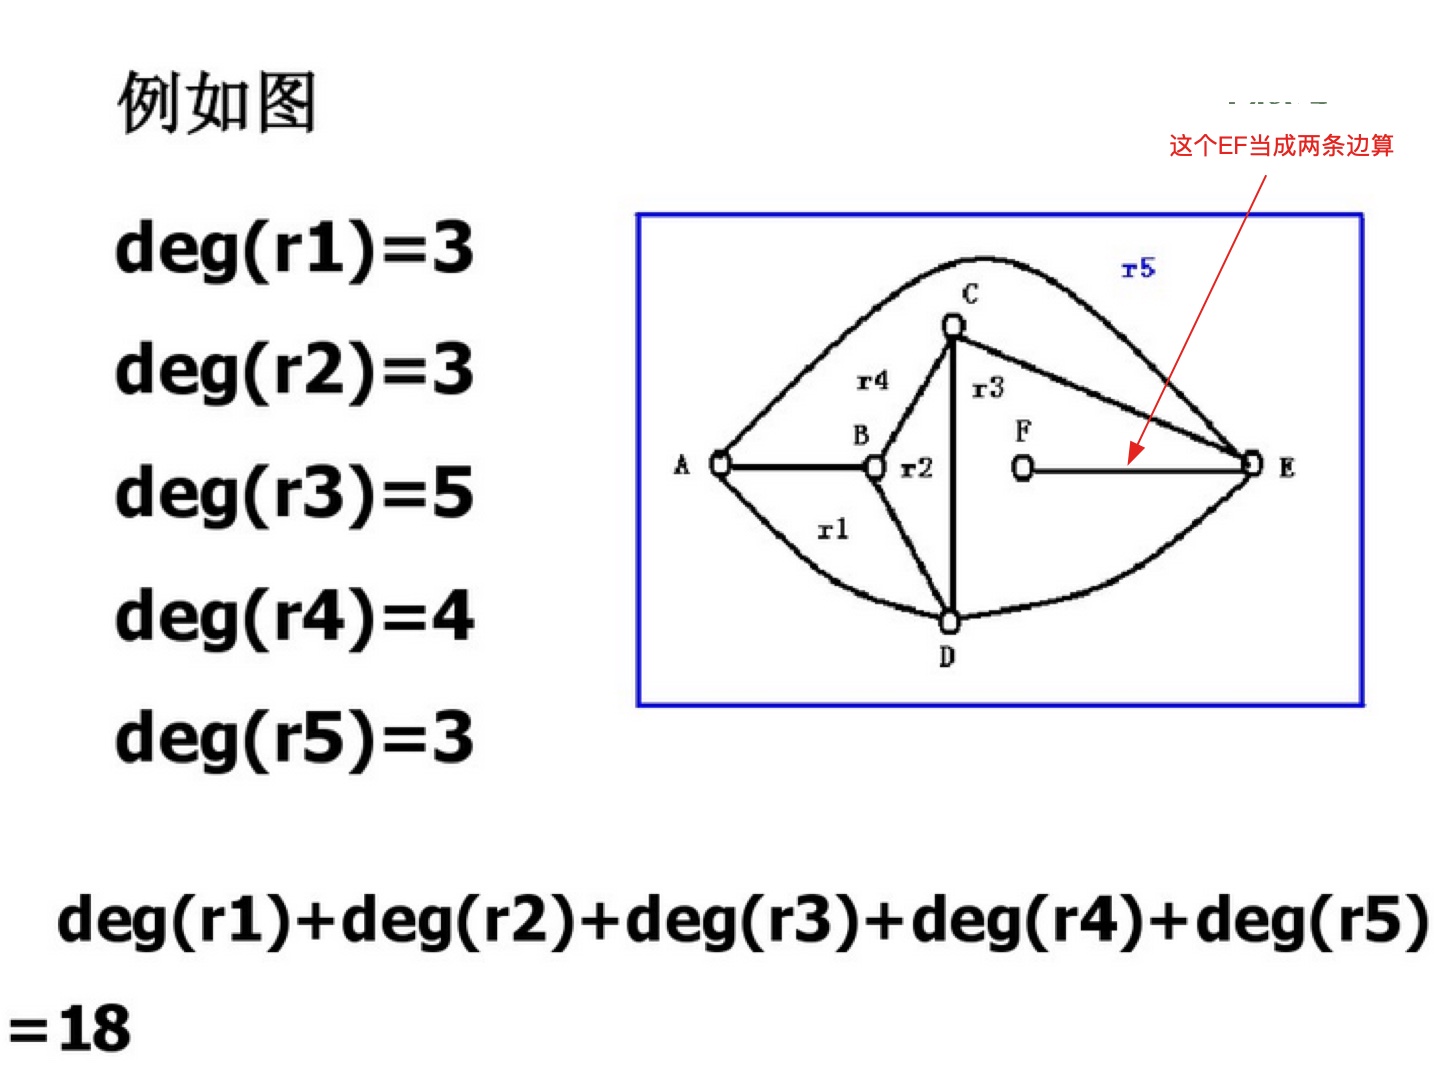 例如图
这个EF当成两条边算
deg(r1)=3
deg(r2)=3
deg(r3)=5
deg(r4)=4
deg(r5)=3
r5
C
r4
r3
B
F
A
r2
E
r1
D
deg(r1)+deg(r2)+deg(r3)+deg(r4)+deg(r5)
=18